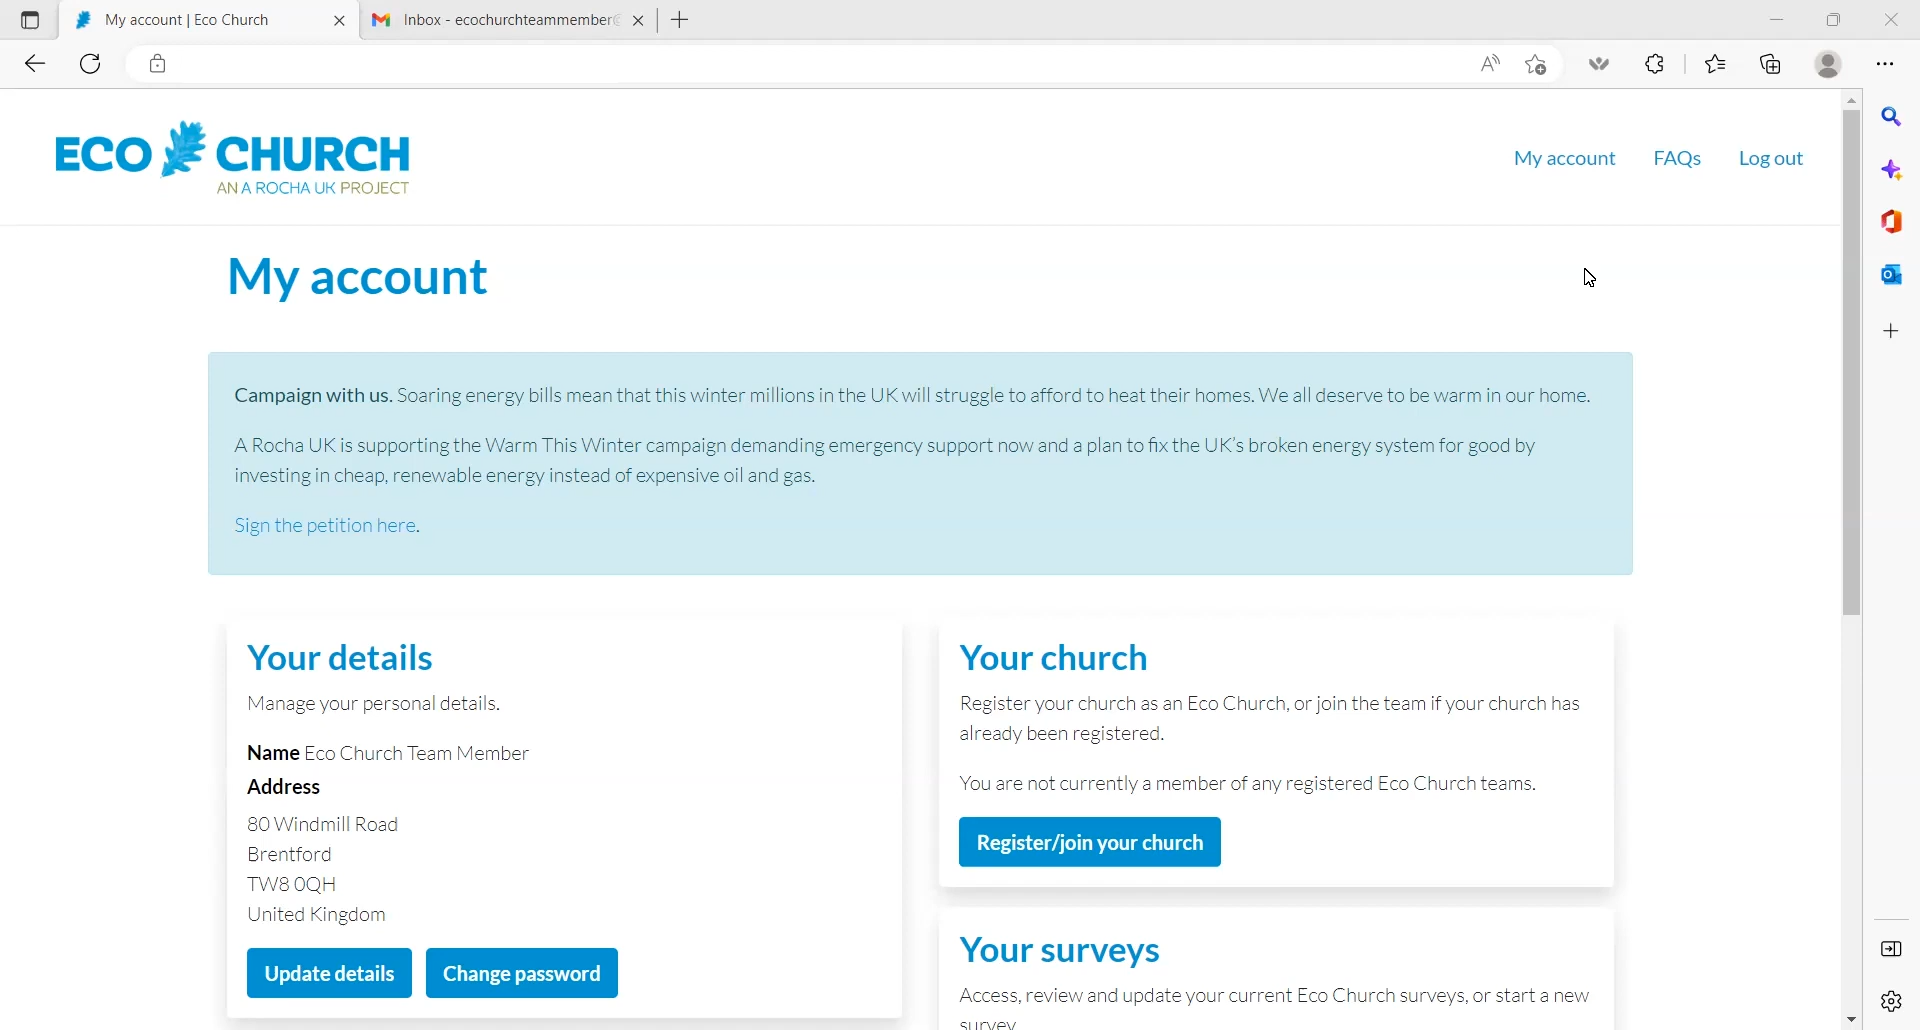 My account | Eco Church
Inbox - ecochurchteammember
ECO CHURCH
AN A ROCHA UK PROJECT
My account
FAQs
Log out
My account
Campaign with us. Soaring energy bills mean that this winter millions in the UK will struggle to afford to heat their homes. We all deserve to be warm in our home.
A Rocha UK is supporting the Warm This Winter campaign demanding emergency support now and a plan to fix the UK's broken energy system for good by
investing in cheap, renewable energy instead of expensive oil and gas.
Sign the petition here.
Your details
Manage your personal details.
Name Eco Church Team Member
Address
80 Windmill Road
Brentford
TW8 0QH
United Kingdom
Update details
Change password
Your church
Register your church as an Eco Church, or join the team if your church has
already been registered.
You are not currently a member of any registered Eco Church teams.
Register/join your church
Your surveys
Access, review and update your current Eco Church surveys, or start a new
survey